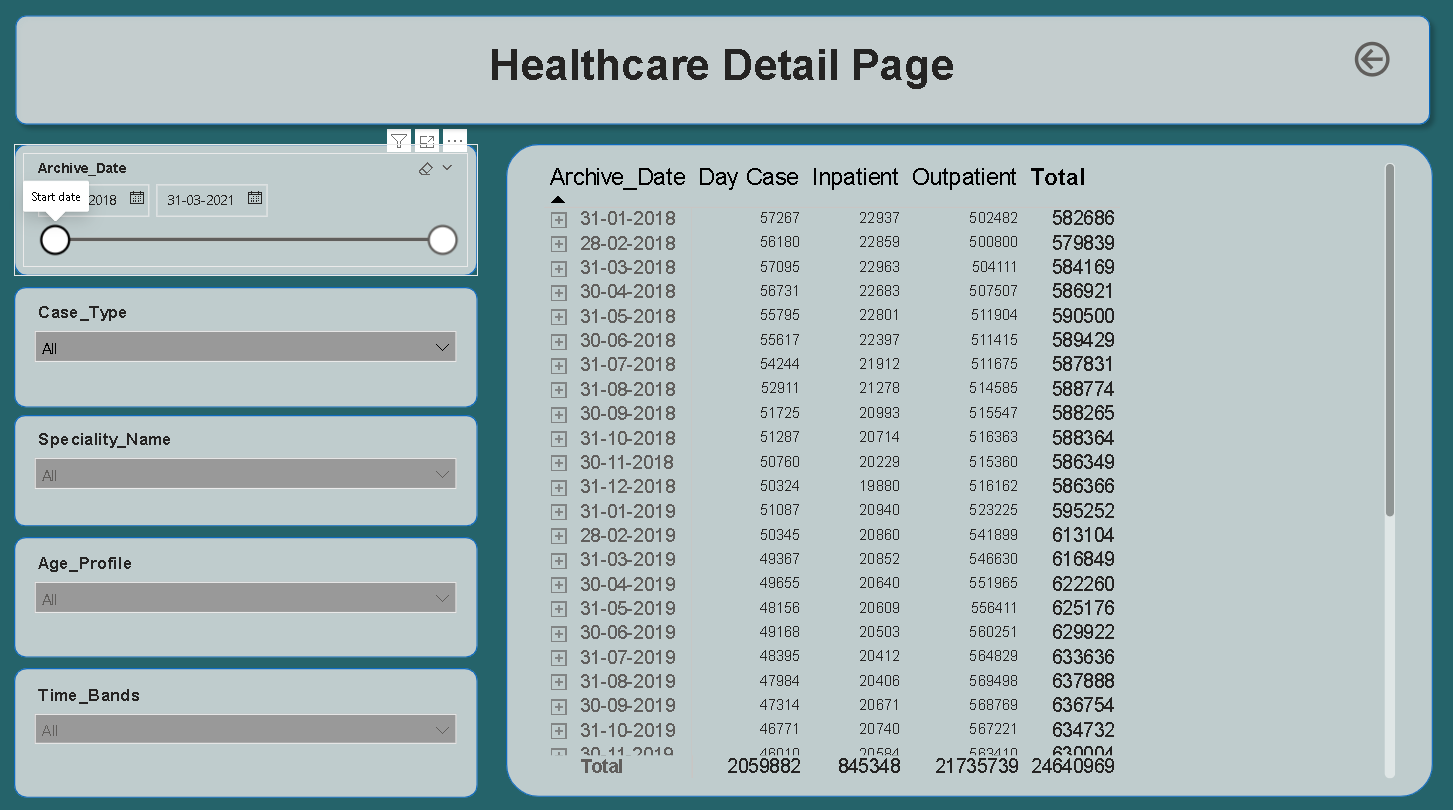 Healthcare Detail Page
Archive_Date
Start date
2018 31-03-2021
Case_Type
All
Speciality_Name
All
Age_Profile
All
Time_Bands
All
Archive_Date Day Case Inpatient Outpatient Total
31-01-2018 57267 22937 502482 582686
28-02-2018 56180 22859 500800 579839
31-03-2018 57095 22963 504111 584169
30-04-2018 56731 22683 507507 586921
31-05-2018 55795 22801 511904 590500
30-06-2018 55617 22397 511415 589429
31-07-2018 54244 21912 511675 587831
31-08-2018 52911 21278 514585 588774
30-09-2018 51725 20993 515547 588265
31-10-2018 51287 20714 516363 588364
30-11-2018 50760 20229 515360 586349
31-12-2018 50324 19880 516162 586366
31-01-2019 51087 20940 523225 595252
28-02-2019 50345 20860 541899 613104
31-03-2019 49367 20852 546630 616849
30-04-2019 49655 20640 551965 622260
31-05-2019 48156 20609 556411 625176
30-06-2019 49168 20503 560251 629922
31-07-2019 48395 20412 564829 633636
31-08-2019 47984 20406 569498 637888
30-09-2019 47314 20671 568769 636754
31-10-2019 46771 20740 567221 634732
30-11-2019 46010 20584 563410 630004
Total 2059882 845348 21735739 24640969